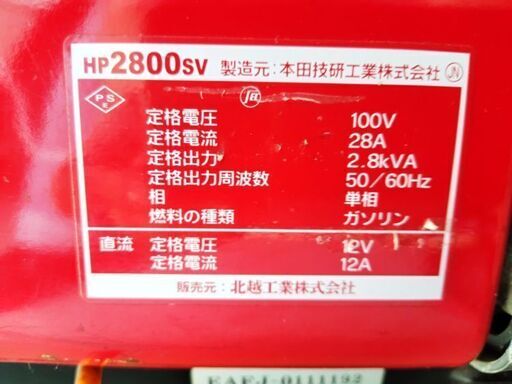 HP2800SV 製造元:本田技研工業株式会社 JN
PS
E
定格電圧 100V
定格電流 28A
定格出力 2.8kVA
定格出力周波数 50/60Hz
相 単相
燃料の種類 ガソリン
直流 定格電圧 12V
定格電流 12A
販売元:北越工業株式会社